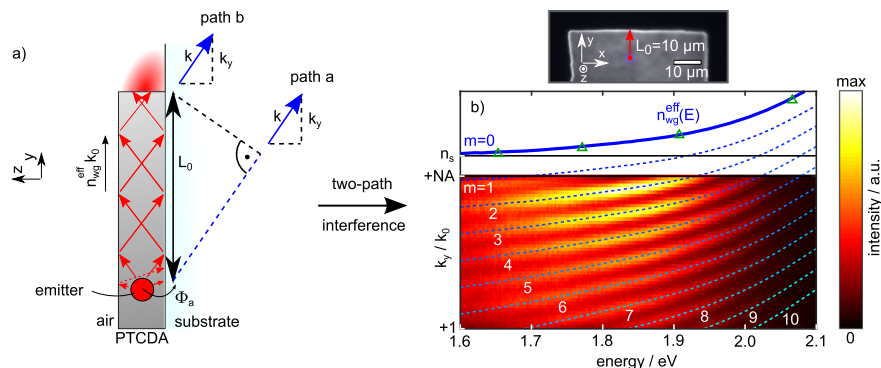 a)
path b
k
k_y
path a
k
k_y
z
y
n_wg^eff k_0
L_0
two-path
interference
emitter
Φ_a
air
substrate
PTCDA
y
x
z
L_0=10 µm
10 µm
b)
n_wg^eff(E)
m=0
n_s
+NA
m=1
2
3
4
5
6
7
8
9
10
k_y / k_0
+1
1.6
1.7
1.8
1.9
2.0
2.1
energy / eV
max
intensity / a.u.
0